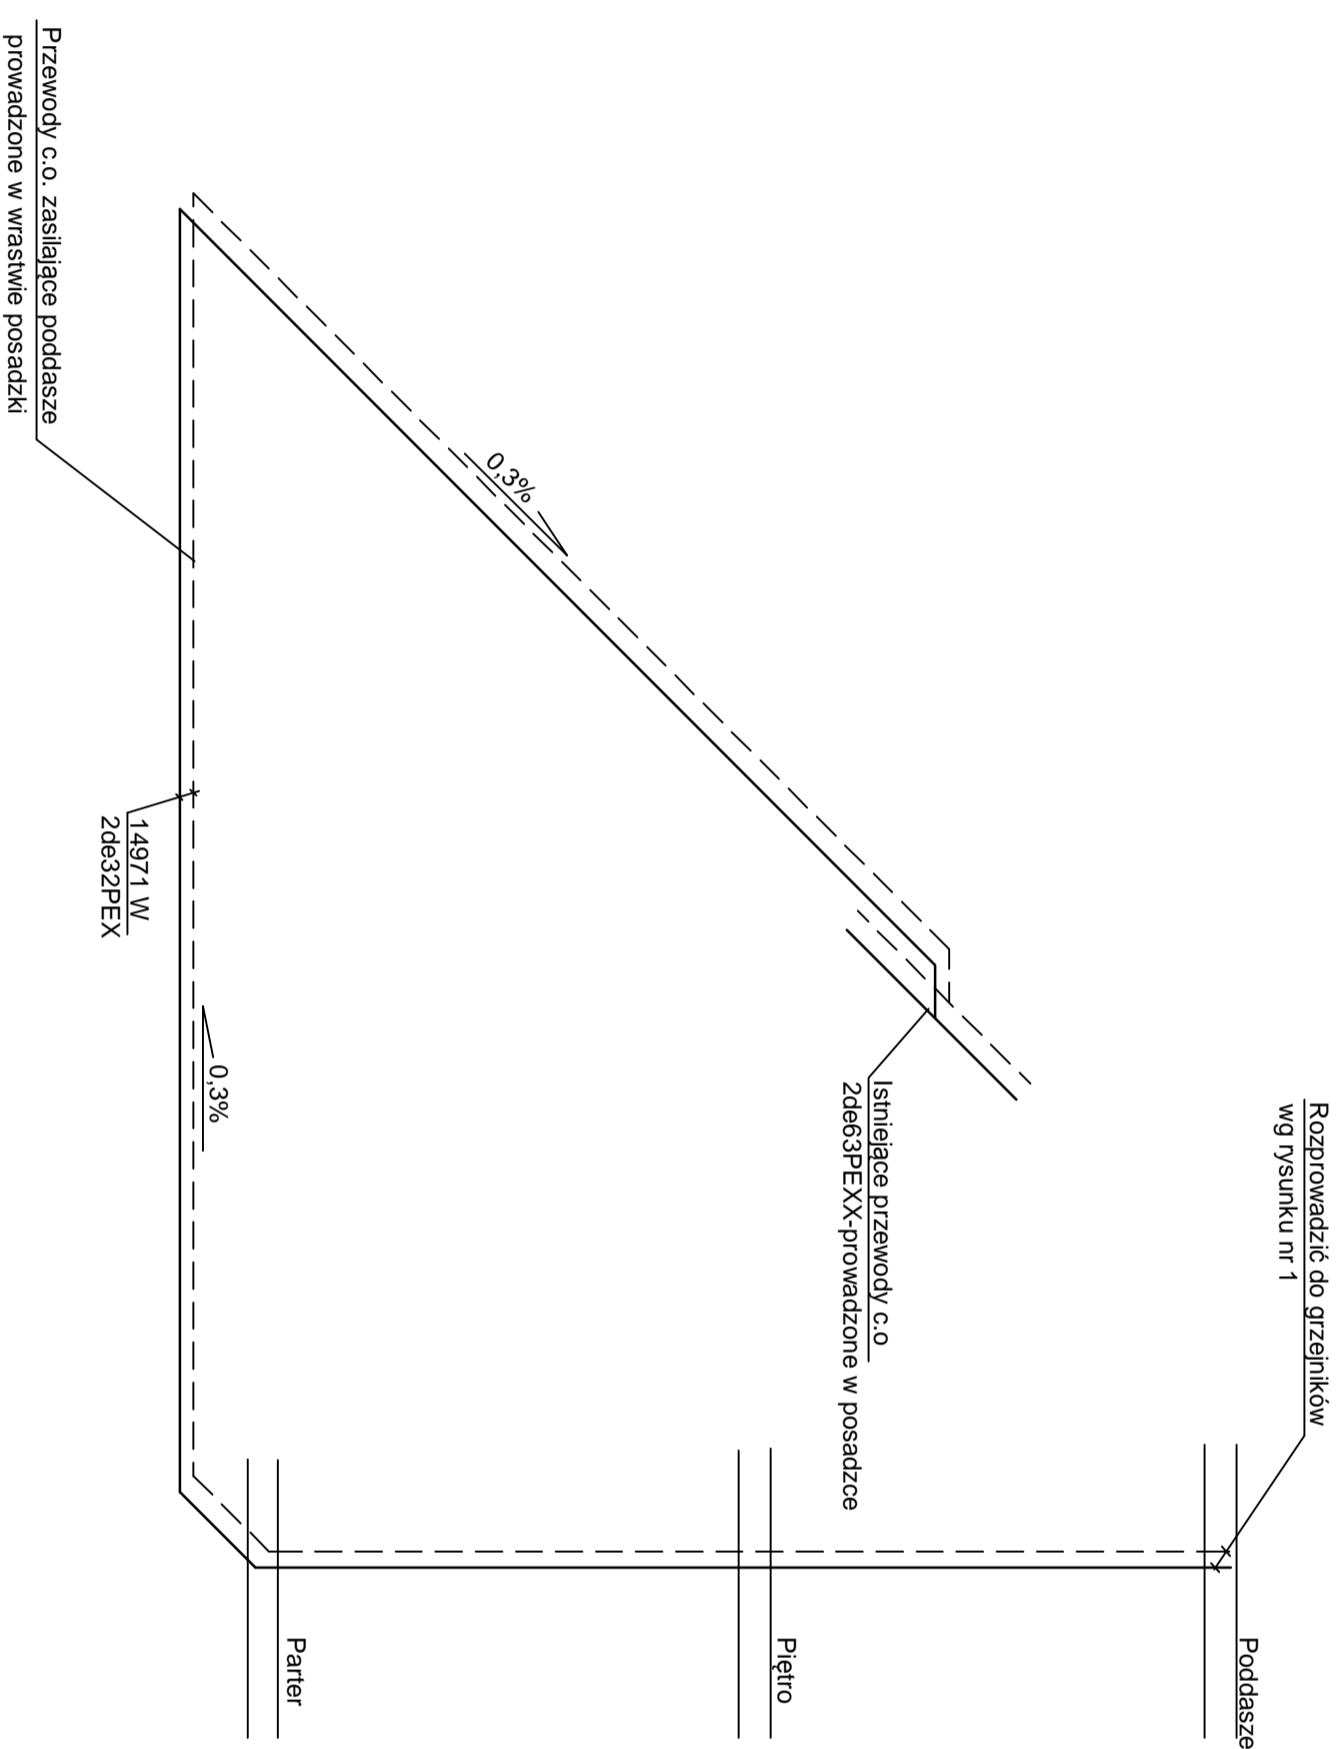 Rozprowadzić do grzejników
wg rysunku nr 1
Poddasze
Istniejące przewody c.o
2de63PEXX-prowadzone w posadzce
Piętro
0,3%
Parter
0,3%
14971 W
2de32PEX
Przewody c.o. zasilające poddasze
prowadzone w wrastwie posadzki